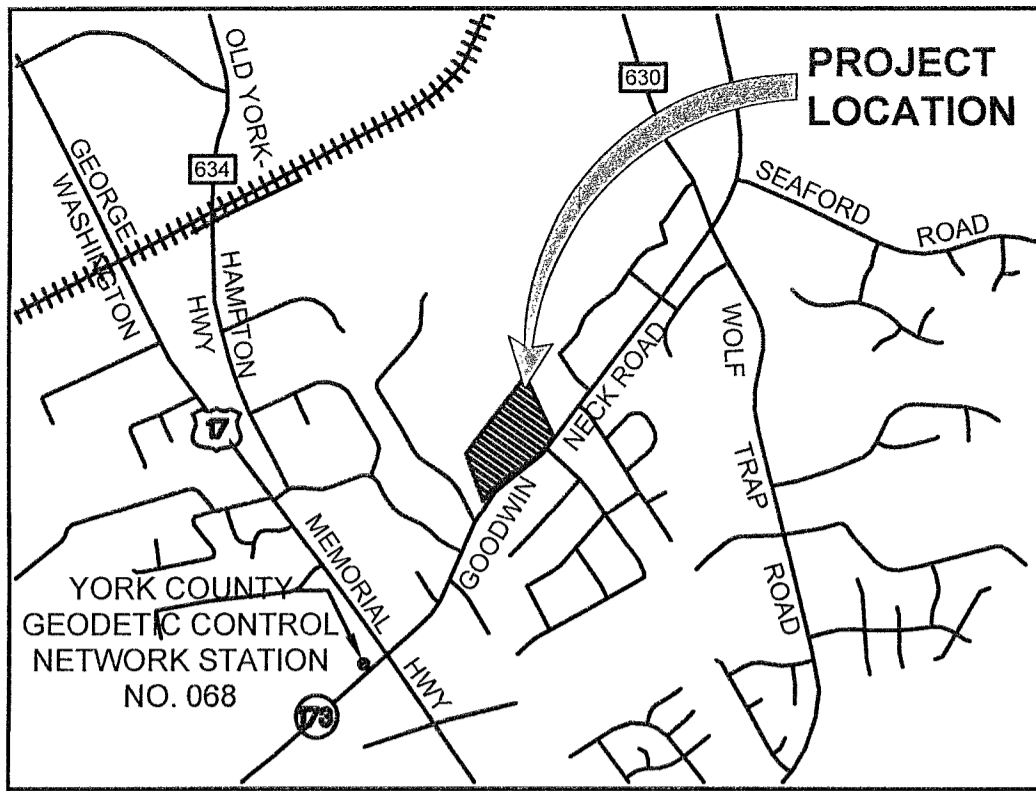 PROJECT
LOCATION
630
OLD YORK-
HAMPTON
HWY
634
GEORGE
WASHINGTON
17
MEMORIAL
HWY
SEAFORD
ROAD
WOLF
TRAP
ROAD
GOODWIN
NECK ROAD
YORK COUNTY
GEODETIC CONTROL
NETWORK STATION
NO. 068
173